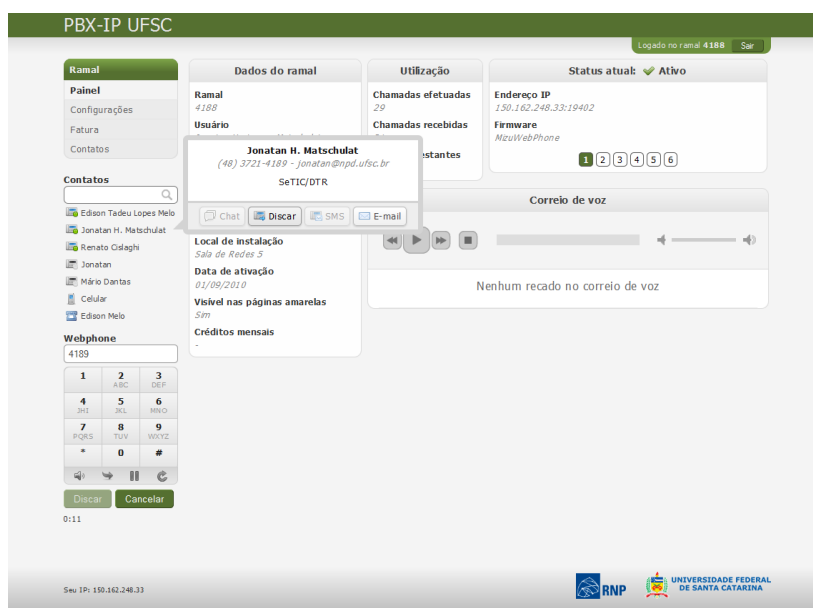 PBX-IP UFSC
Logado no ramal 4188 Sair
Ramal
Painel
Configurações
Fatura
Contatos
Contatos
Edison Tadeu Lopes Melo
Jonatan H. Matschulat
Renato Cislaghi
Jonatan
Mário Dantas
Celular
Edison Melo
Webphone
4189
1 2 3
ABC DEF
4 5 6
JHI JKL MNO
7 8 9
PQRS TUV WXYZ
* 0 #
Discar Cancelar
0:11
Dados do ramal
Ramal
4188
Usuário
Jonatan H. Matschulat
(48) 3721-4189 - jonatan@npd.ufsc.br
SeTIC/DTR
Chat Discar SMS E-mail
Local de instalação
Sala de Redes 5
Data de ativação
01/09/2010
Visível nas páginas amarelas
Sim
Créditos mensais
-
Utilização
Chamadas efetuadas
29
Chamadas recebidas
Status atual: Ativo
Endereço IP
150.162.248.33:19402
Firmware
MzuWebPhone
1 2 3 4 5 6
Correio de voz
Nenhum recado no correio de voz
Seu IP: 150.162.248.33
RNP
UNIVERSIDADE FEDERAL
DE SANTA CATARINA